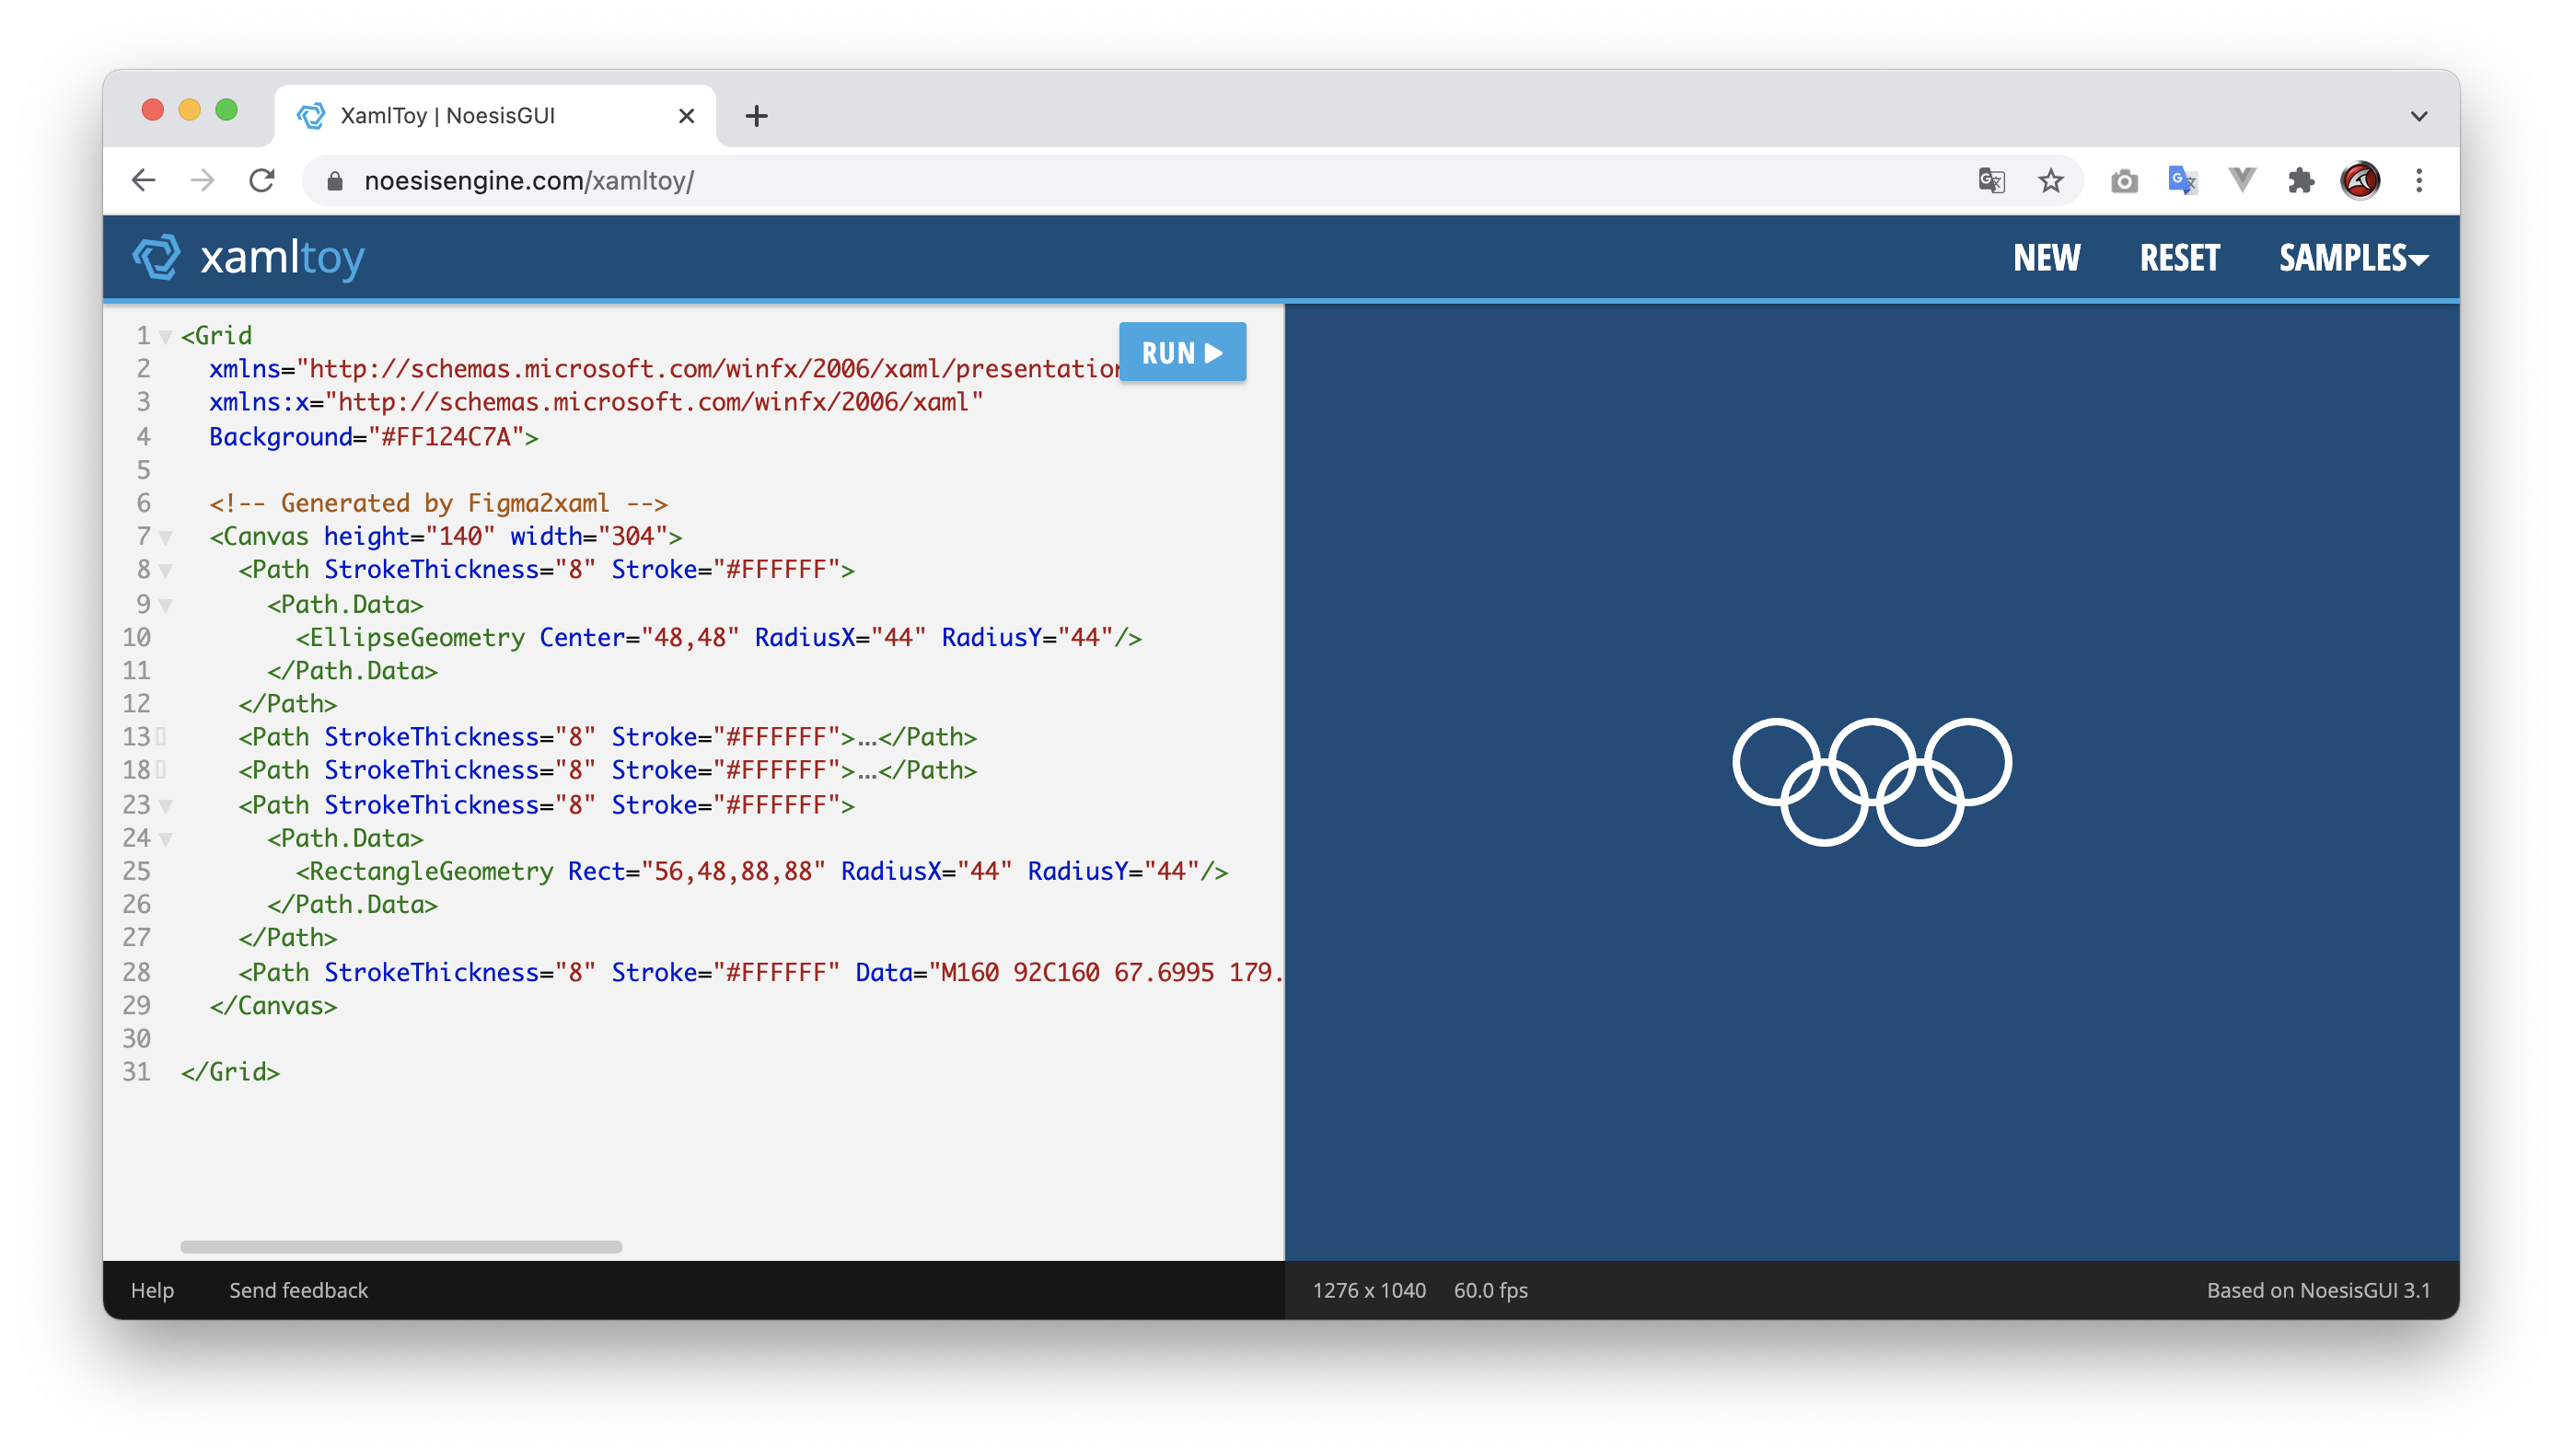 XamlToy | NoesisGUI
noesisengine.com/xamltoy/
xamltoy
NEW RESET SAMPLES
RUN
1 <Grid
2 xmlns="http://schemas.microsoft.com/winfx/2006/xaml/presentation
3 xmlns:x="http://schemas.microsoft.com/winfx/2006/xaml"
4 Background="#FF124C7A">
5
6 <!-- Generated by Figma2xaml -->
7 <Canvas height="140" width="304">
8 <Path StrokeThickness="8" Stroke="#FFFFFF">
9 <Path.Data>
10 <EllipseGeometry Center="48,48" RadiusX="44" RadiusY="44"/>
11 </Path.Data>
12 </Path>
13 <Path StrokeThickness="8" Stroke="#FFFFFF">…</Path>
18 <Path StrokeThickness="8" Stroke="#FFFFFF">…</Path>
23 <Path StrokeThickness="8" Stroke="#FFFFFF">
24 <Path.Data>
25 <RectangleGeometry Rect="56,48,88,88" RadiusX="44" RadiusY="44"/>
26 </Path.Data>
27 </Path>
28 <Path StrokeThickness="8" Stroke="#FFFFFF" Data="M160 92C160 67.6995 179.
29 </Canvas>
30
31 </Grid>
Help Send feedback
1276 x 1040 60.0 fps
Based on NoesisGUI 3.1